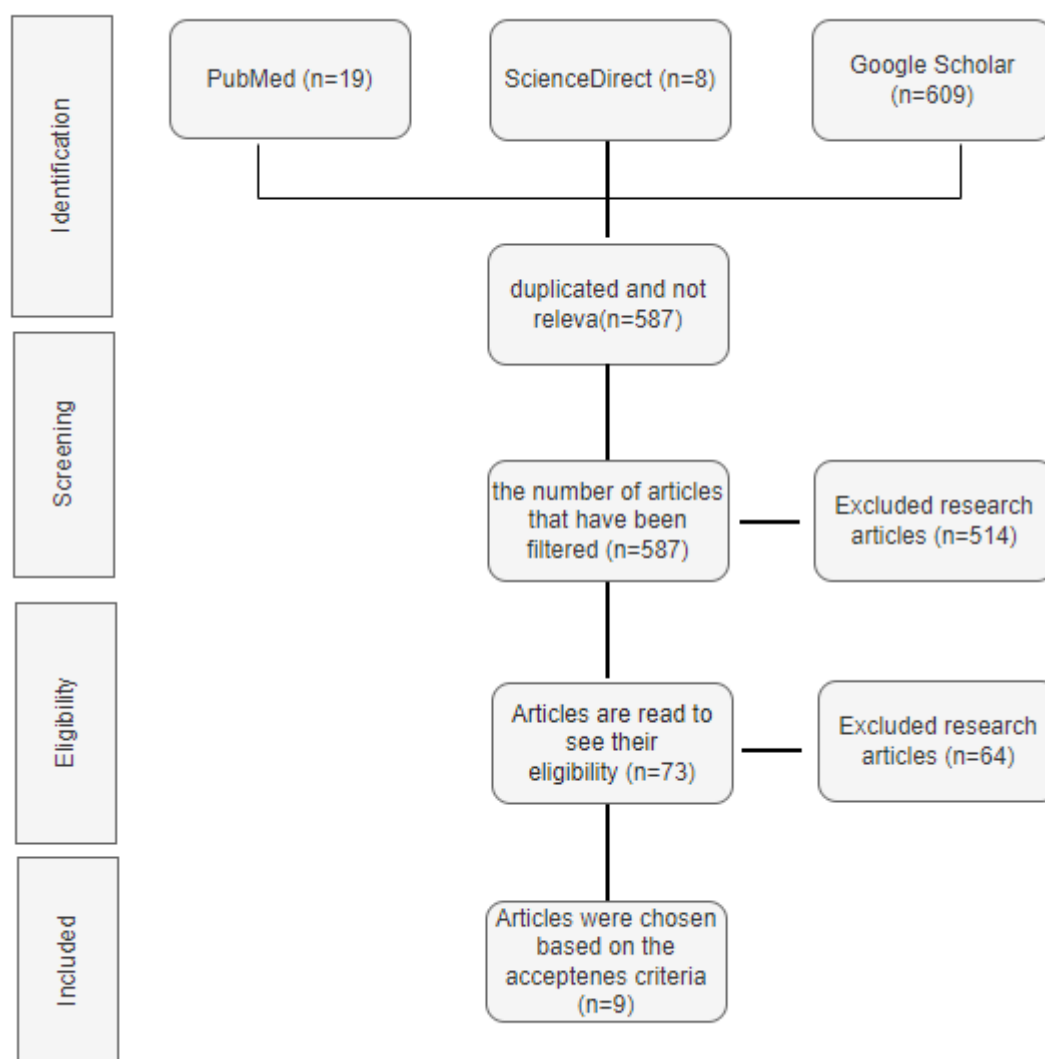 Identification
PubMed (n=19)
ScienceDirect (n=8)
Google Scholar
(n=609)
duplicated and not
releva(n=587)
Screening
the number of articles
that have been
filtered (n=587)
Excluded research
articles (n=514)
Eligibility
Articles are read to
see their
eligibility (n=73)
Excluded research
articles (n=64)
Included
Articles were chosen
based on the
acceptenes criteria
(n=9)